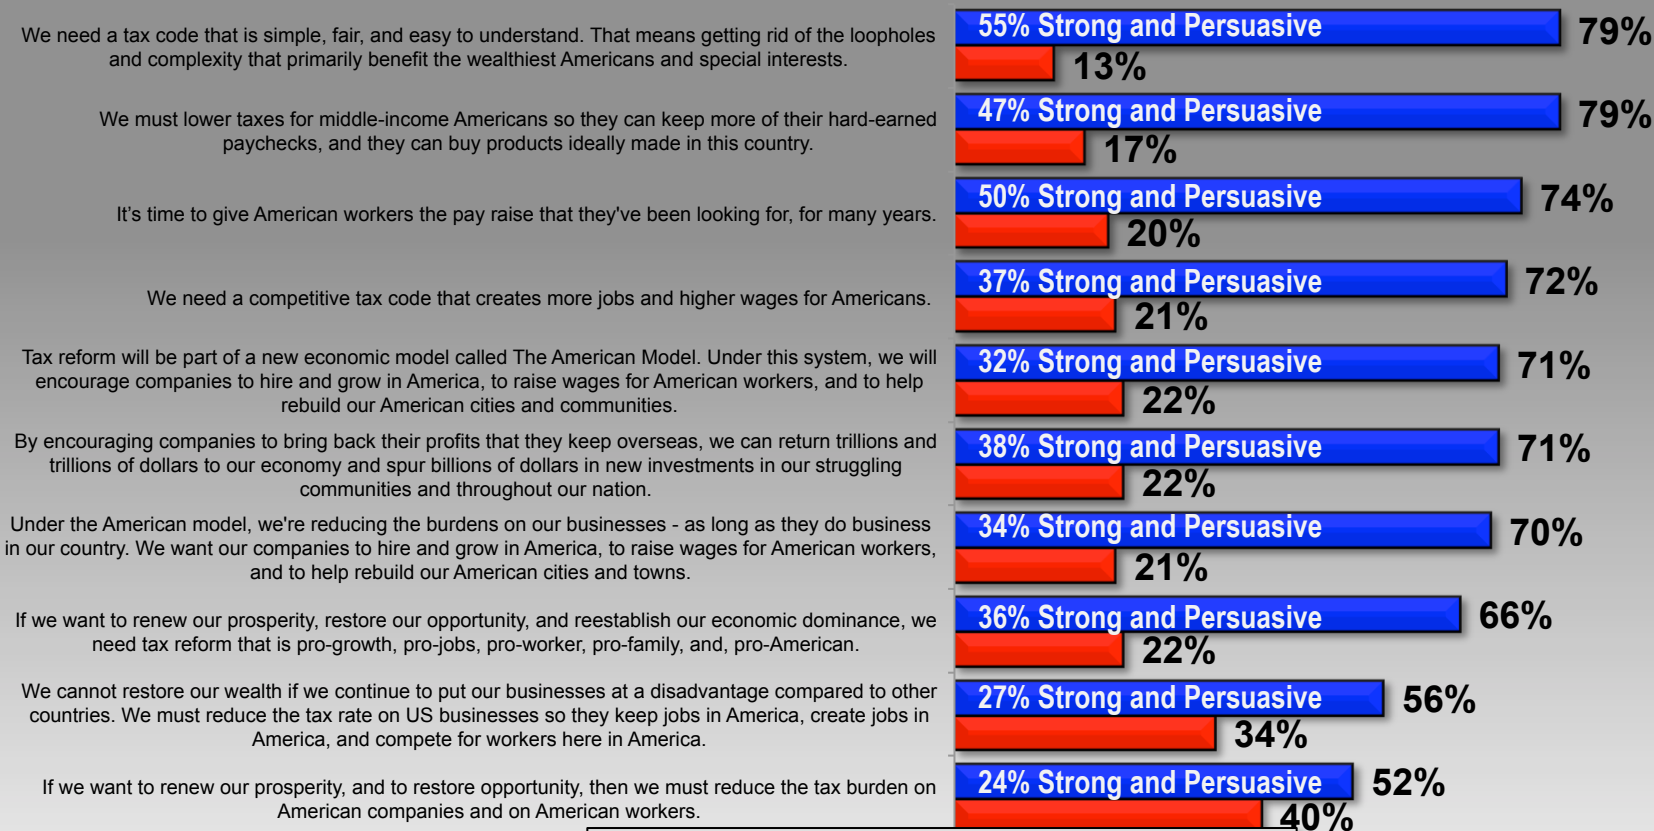 We need a tax code that is simple, fair, and easy to understand. That means getting rid of the loopholes
and complexity that primarily benefit the wealthiest Americans and special interests.
55% Strong and Persuasive
79%
13%
We must lower taxes for middle-income Americans so they can keep more of their hard-earned
paychecks, and they can buy products ideally made in this country.
47% Strong and Persuasive
79%
17%
It’s time to give American workers the pay raise that they've been looking for, for many years.
50% Strong and Persuasive
74%
20%
We need a competitive tax code that creates more jobs and higher wages for Americans.
37% Strong and Persuasive
72%
21%
Tax reform will be part of a new economic model called The American Model. Under this system, we will
encourage companies to hire and grow in America, to raise wages for American workers, and to help
rebuild our American cities and communities.
32% Strong and Persuasive
71%
22%
By encouraging companies to bring back their profits that they keep overseas, we can return trillions and
trillions of dollars to our economy and spur billions of dollars in new investments in our struggling
communities and throughout our nation.
38% Strong and Persuasive
71%
22%
Under the American model, we're reducing the burdens on our businesses - as long as they do business
in our country. We want our companies to hire and grow in America, to raise wages for American workers,
and to help rebuild our American cities and towns.
34% Strong and Persuasive
70%
21%
If we want to renew our prosperity, restore our opportunity, and reestablish our economic dominance, we
need tax reform that is pro-growth, pro-jobs, pro-worker, pro-family, and, pro-American.
36% Strong and Persuasive
66%
22%
We cannot restore our wealth if we continue to put our businesses at a disadvantage compared to other
countries. We must reduce the tax rate on US businesses so they keep jobs in America, create jobs in
America, and compete for workers here in America.
27% Strong and Persuasive
56%
34%
If we want to renew our prosperity, and to restore opportunity, then we must reduce the tax burden on
American companies and on American workers.
24% Strong and Persuasive
52%
40%